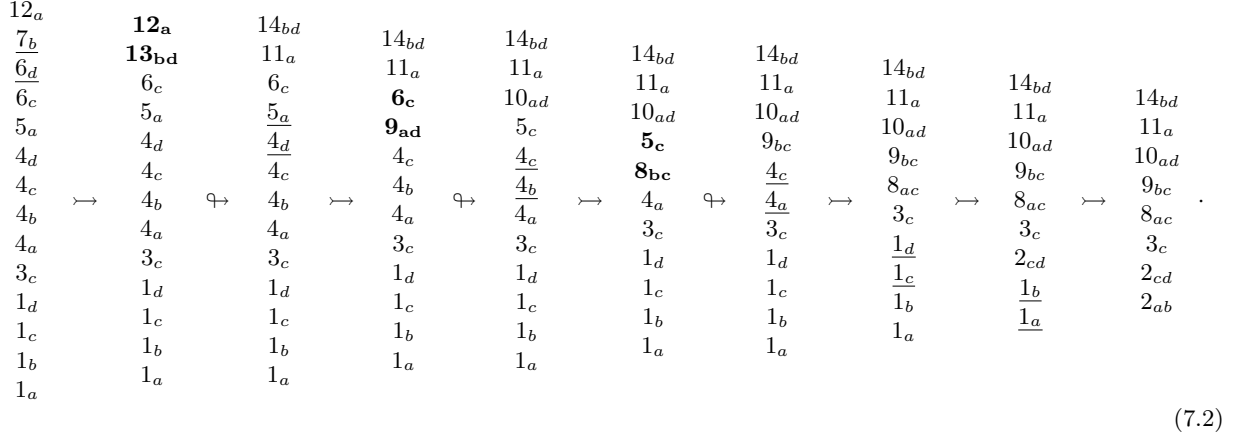 12_a
7_b
6_d
6_c
5_a
4_d
4_c
4_b
4_a
3_c
1_d
1_c
1_b
1_a
↣
12_a
13_bd
6_c
5_a
4_d
4_c
4_b
4_a
3_c
1_d
1_c
1_b
1_a
↬
14_bd
11_a
6_c
5_a
4_d
4_c
4_b
4_a
3_c
1_d
1_c
1_b
1_a
↣
14_bd
11_a
6_c
9_ad
4_c
4_b
4_a
3_c
1_d
1_c
1_b
1_a
↬
14_bd
11_a
10_ad
5_c
4_c
4_b
4_a
3_c
1_d
1_c
1_b
1_a
↣
14_bd
11_a
10_ad
5_c
8_bc
4_a
3_c
1_d
1_c
1_b
1_a
↬
14_bd
11_a
10_ad
9_bc
4_c
4_a
3_c
1_d
1_c
1_b
1_a
↣
14_bd
11_a
10_ad
9_bc
8_ac
3_c
1_d
1_c
1_b
1_a
↣
14_bd
11_a
10_ad
9_bc
8_ac
3_c
2_cd
1_b
1_a
↣
14_bd
11_a
10_ad
9_bc
8_ac
3_c
2_cd
2_ab
.
(7.2)